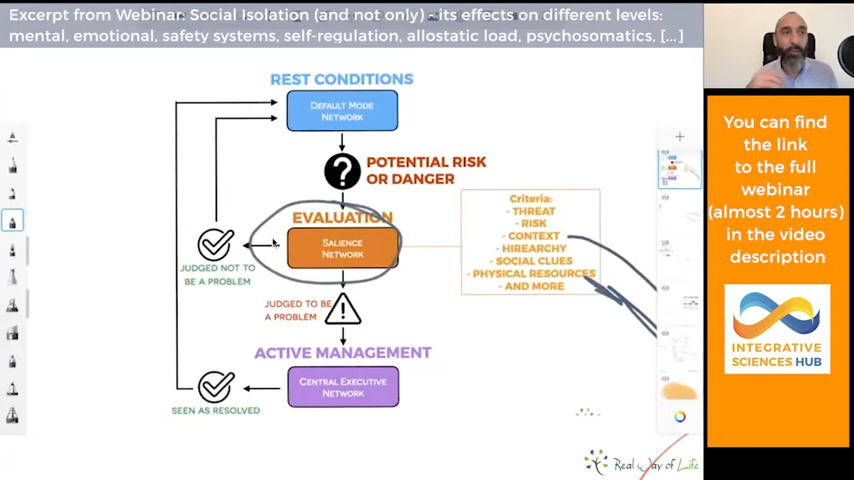 Excerpt from Webinar: Social Isolation (and not only) - its effects on different levels:
mental, emotional, safety systems, self-regulation, allostatic load, psychosomatics, [...]
REST CONDITIONS
DEFAULT MODE
NETWORK
?
POTENTIAL RISK
OR DANGER
EVALUATION
SALIENCE
NETWORK
Criteria:
- THREAT
- RISK
- CONTEXT
- HIREARCHY
- SOCIAL CLUES
- PHYSICAL RESOURCES
- AND MORE
JUDGED NOT TO
BE A PROBLEM
JUDGED TO BE
A PROBLEM
!
ACTIVE MANAGEMENT
CENTRAL EXECUTIVE
NETWORK
SEEN AS RESOLVED
Real Way of Life
You can find
the link
to the full
webinar
(almost 2 hours)
in the video
description
INTEGRATIVE
SCIENCES HUB